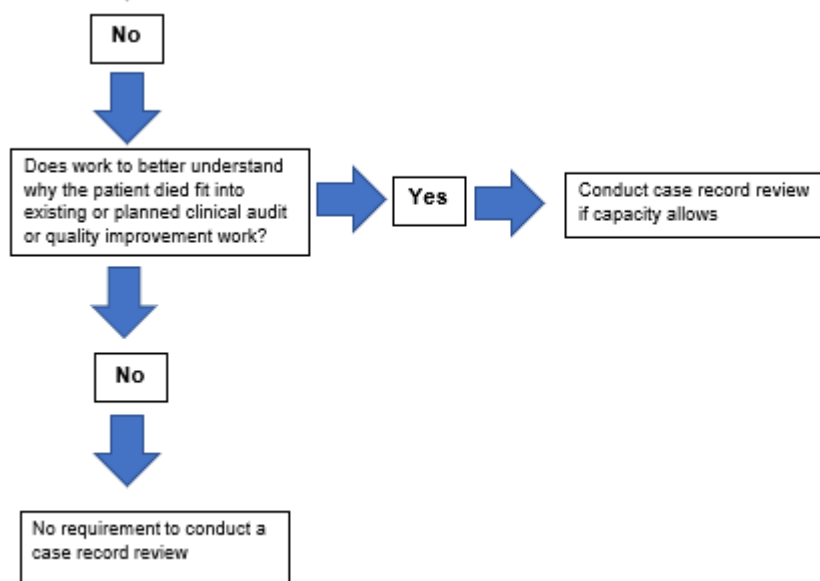 No
Does work to better understand
why the patient died fit into
existing or planned clinical audit
or quality improvement work?
Yes
Conduct case record review
if capacity allows
No
No requirement to conduct a
case record review